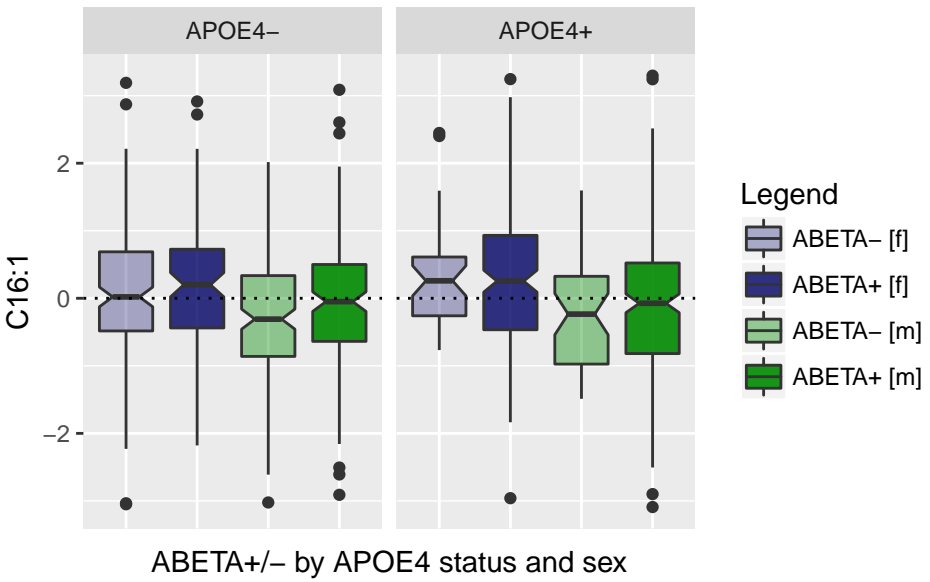 APOE4− APOE4+
C16:1
2
0
−2
ABETA+/− by APOE4 status and sex
Legend
ABETA− [f]
ABETA+ [f]
ABETA− [m]
ABETA+ [m]